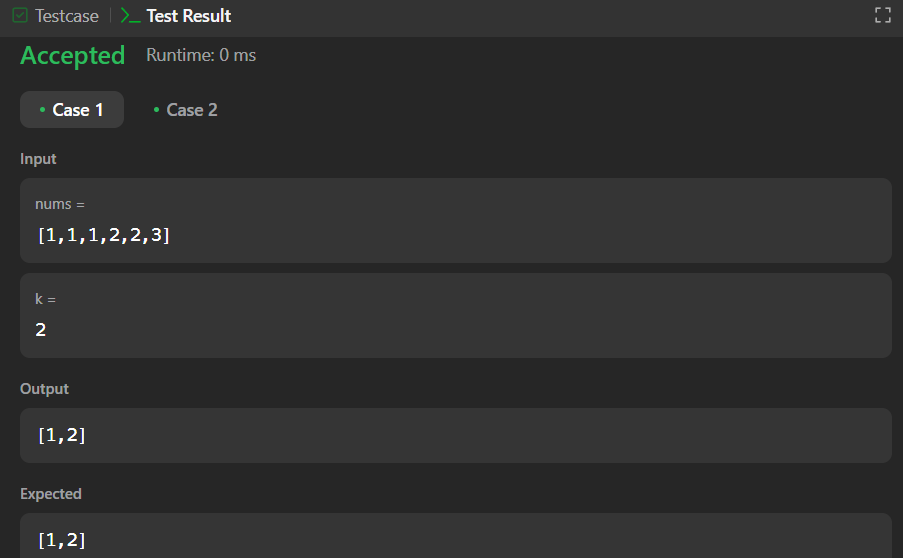 Testcase | >_ Test Result
Accepted Runtime: 0 ms
• Case 1 • Case 2
Input
nums =
[1,1,1,2,2,3]
k =
2
Output
[1,2]
Expected
[1,2]